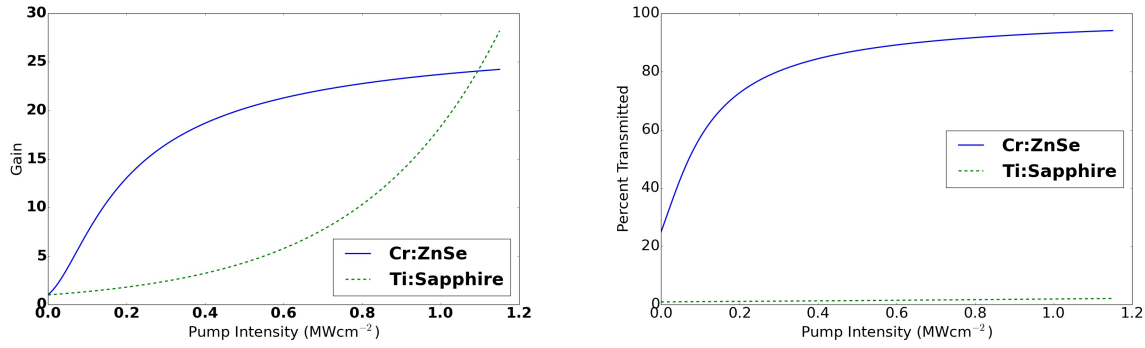 30
25
20
15
10
5
0
Gain
0.0 0.2 0.4 0.6 0.8 1.0 1.2
Pump Intensity (MWcm⁻²)
Cr:ZnSe
Ti:Sapphire
100
80
60
40
20
0
Percent Transmitted
0.0 0.2 0.4 0.6 0.8 1.0 1.2
Pump Intensity (MWcm⁻²)
Cr:ZnSe
Ti:Sapphire